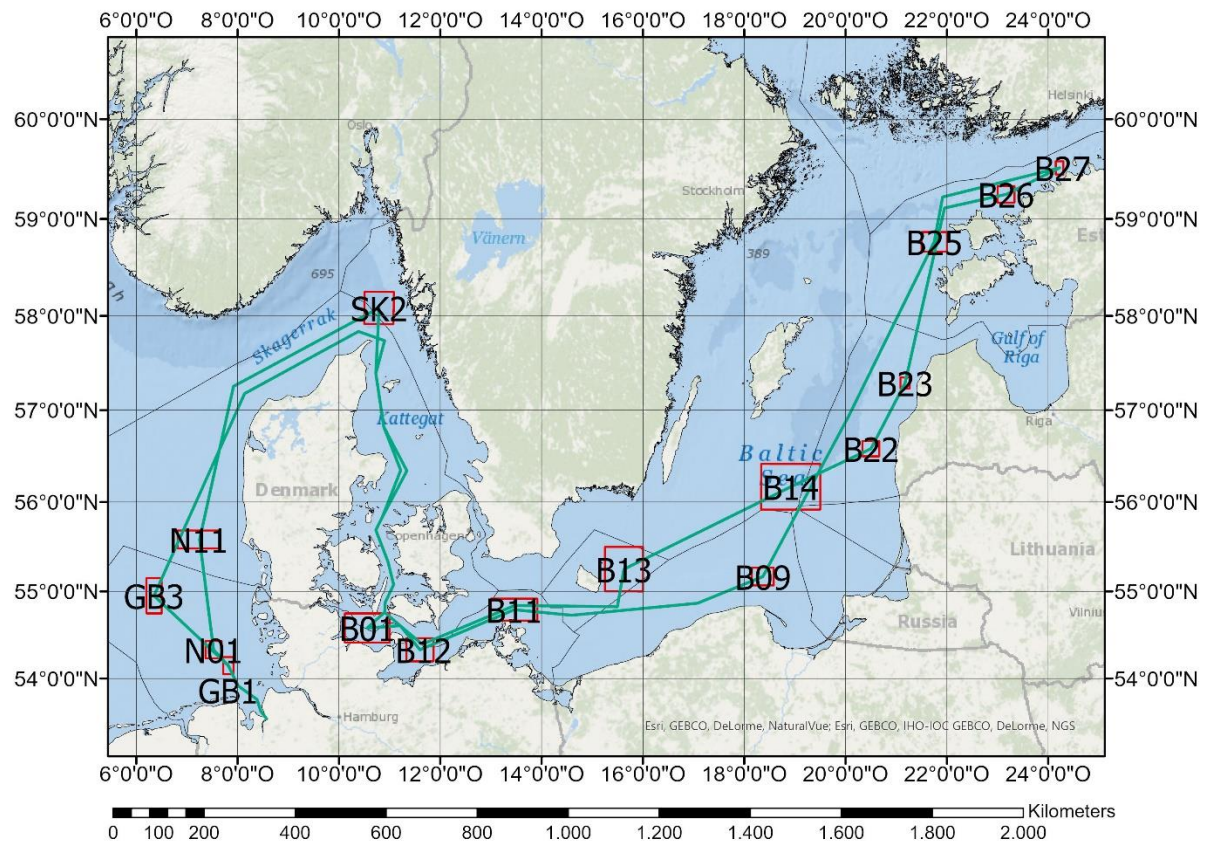 6°0'0"O 8°0'0"O 10°0'0"O 12°0'0"O 14°0'0"O 16°0'0"O 18°0'0"O 20°0'0"O 22°0'0"O 24°0'0"O
60°0'0"N Oslo Helsinki 60°0'0"N
Stockholm B27
B26
59°0'0"N Vänern 59°0'0"N
B25 Est
389
695
58°0'0"N SK2 58°0'0"N
Skagerrak Gulf of
Riga
B23
57°0'0"N Kattegat 57°0'0"N
Riga
B22
Baltic
Sea
B14
56°0'0"N Denmark 56°0'0"N
N11 Copenhagen Lithuania
B13 B09
55°0'0"N GB3 55°0'0"N
B11 Vilnius
B01 Russia
N01 B12
54°0'0"N GB1 54°0'0"N
Hamburg
Esri, GEBCO, DeLorme, NaturalVue; Esri, GEBCO, IHO-IOC GEBCO, DeLorme, NGS
6°0'0"O 8°0'0"O 10°0'0"O 12°0'0"O 14°0'0"O 16°0'0"O 18°0'0"O 20°0'0"O 22°0'0"O 24°0'0"O
Kilometers
0 100 200 400 600 800 1.000 1.200 1.400 1.600 1.800 2.000